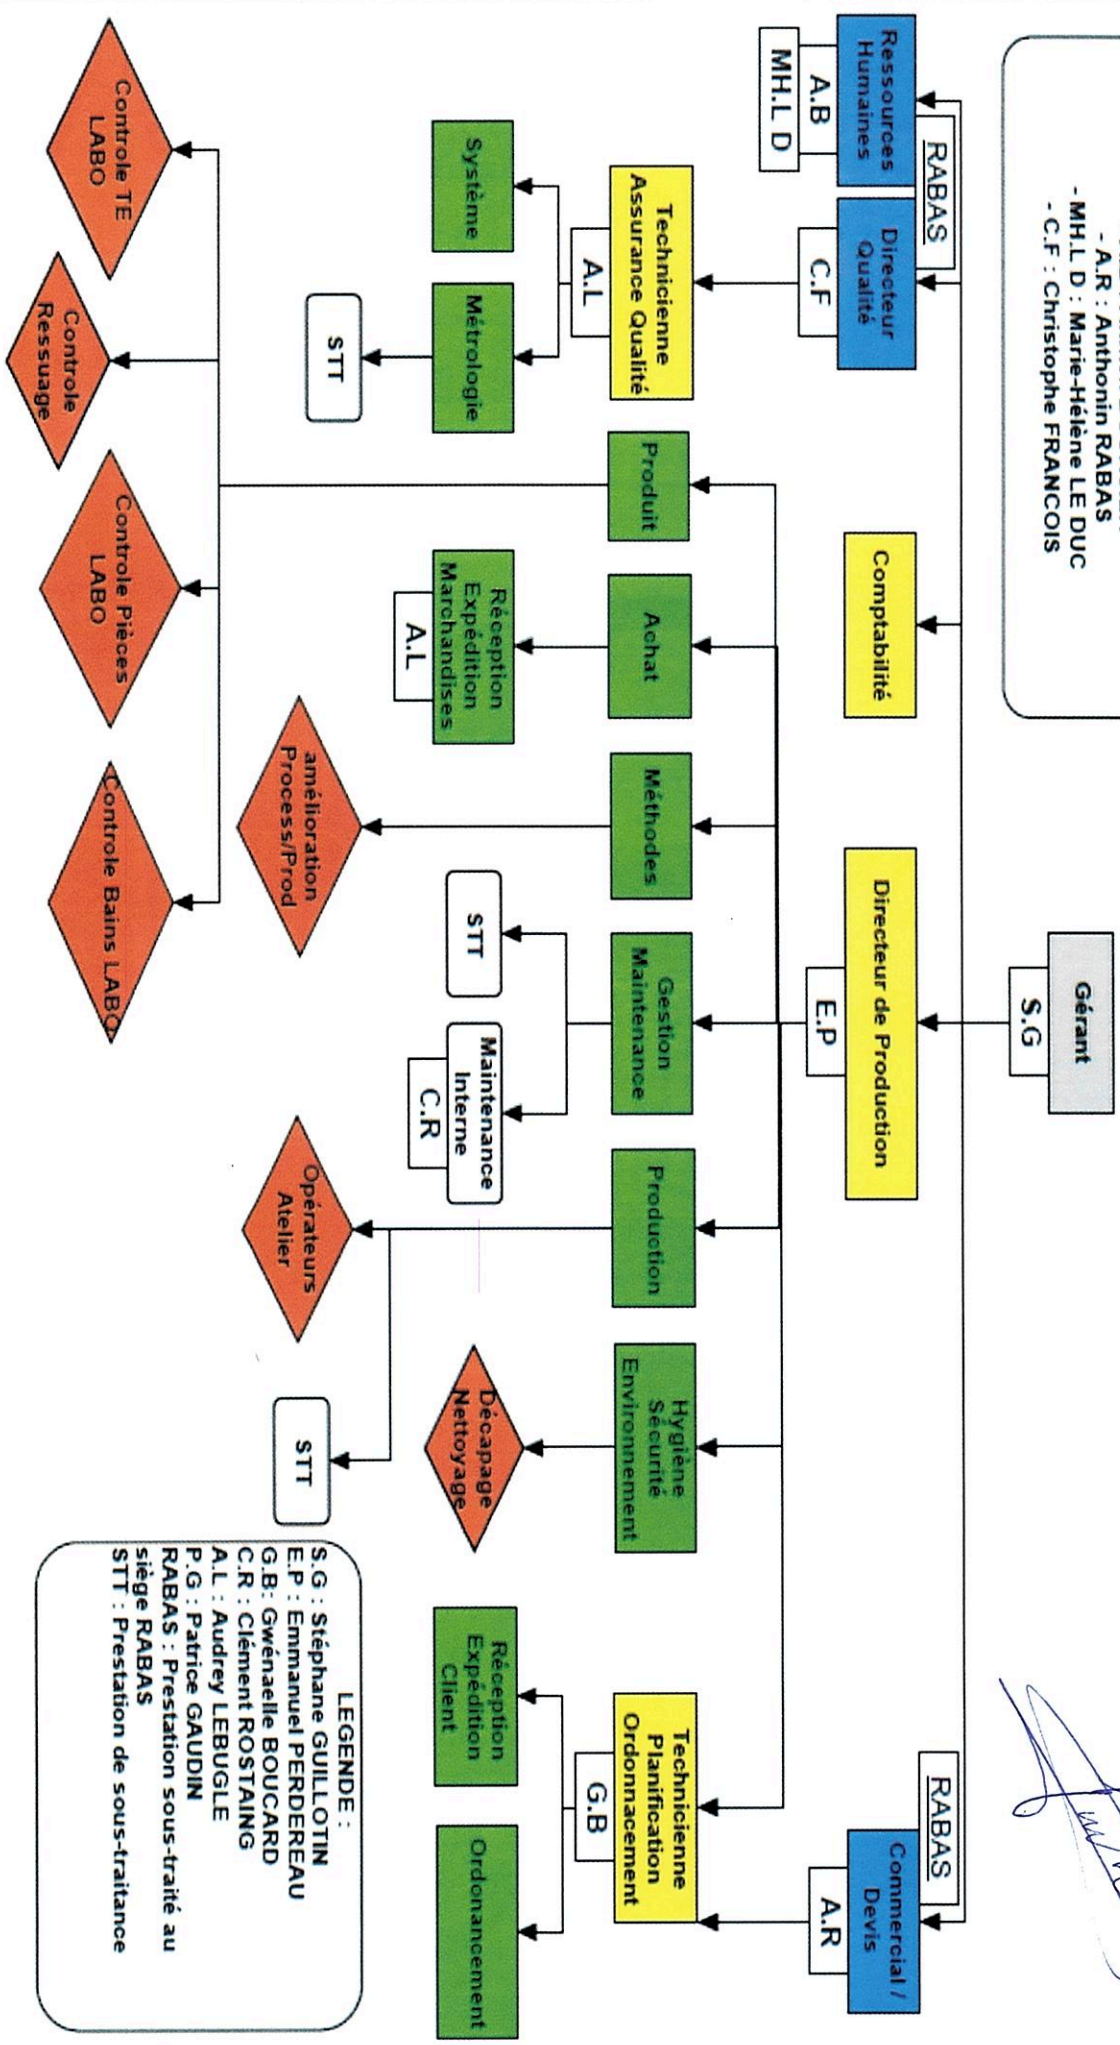 - A.R : Anthonin RABAS
- MH.L D : Marie-Hélène LE DUC
- C.F : Christophe FRANCOIS
Gérant
S.G
RABAS
RABAS
Ressources
Humaines
A.B
MH.L D
Directeur
Qualité
C.F
Comptabilité
Directeur de Production
E.P
Commercial /
Devis
A.R
Technicienne
Assurance Qualité
A.L
Produit
Achat
Méthodes
Gestion
Maintenance
Production
Hygiène
Sécurité
Environnement
Technicienne
Planification
Ordonnacement
G.B
Système
Métrologie
STT
Réception
Expédition
Marchandises
A.L
STT
Maintenance
Interne
C.R
Décapage
Nettoyage
Réception
Expédition
Client
Ordonancement
amélioration
Process/Prod
Opérateurs
Atelier
STT
Controle TE
LABO
Controle
Ressuage
Controle Pièces
LABO
Controle Bains LABO
LEGENDE :
S.G : Stéphane GUILLOTIN
E.P : Emmanuel PERDEREAU
G.B: Gwénaelle BOUCARD
C.R : Clément ROSTAING
A.L : Audrey LEBUGLE
P.G : Patrice GAUDIN
RABAS : Prestation sous-traité au
siège RABAS
STT : Prestation de sous-traitance